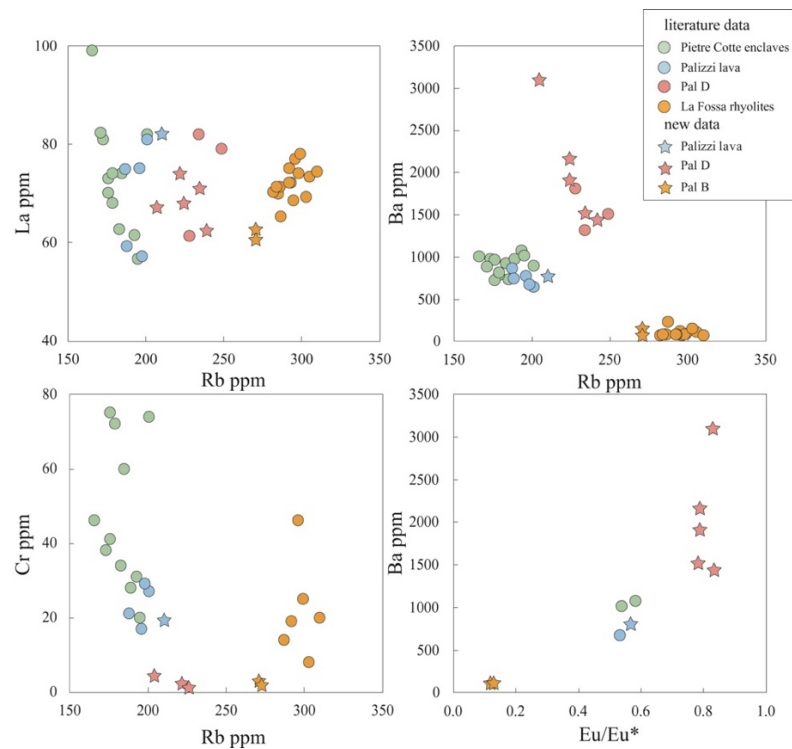 literature data
Pietre Cotte enclaves
Palizzi lava
Pal D
La Fossa rhyolites
new data
Palizzi lava
Pal D
Pal B
100
80
60
40
La ppm
150 200 250 300 350
Rb ppm
3500
3000
2500
2000
1500
1000
500
0
Ba ppm
150 200 250 300 350
Rb ppm
80
60
40
20
0
Cr ppm
150 200 250 300 350
Rb ppm
3500
3000
2500
2000
1500
1000
500
0
Ba ppm
0.0 0.2 0.4 0.6 0.8 1.0
Eu/Eu*